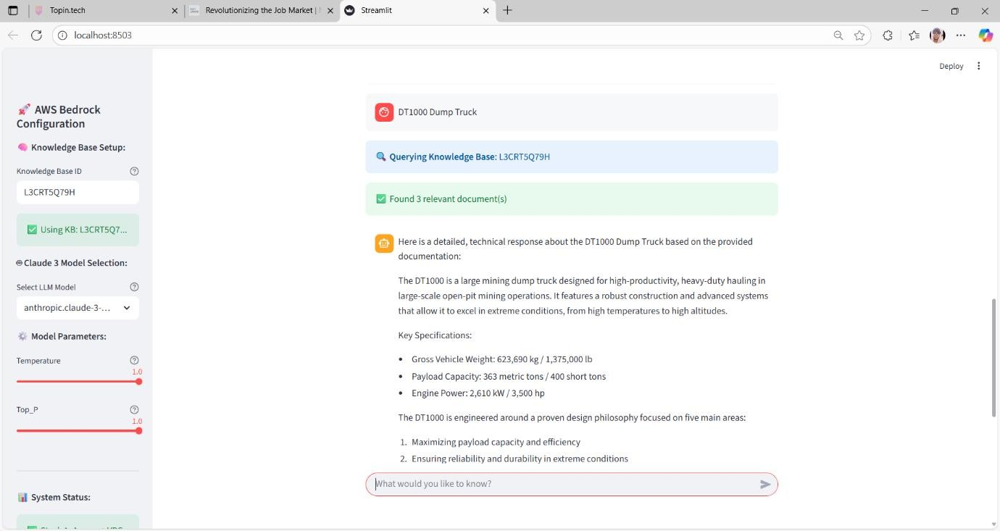 Topin.tech
Revolutionizing the Job Market |
Streamlit
localhost:8503
Deploy
🚀 AWS Bedrock
Configuration
🧠 Knowledge Base Setup:
Knowledge Base ID
L3CRT5Q79H
✅ Using KB: L3CRT5Q7...
Claude 3 Model Selection:
Select LLM Model
anthropic.claude-3-...
⚙️ Model Parameters:
Temperature
1.0
Top_P
1.0
📊 System Status:
DT1000 Dump Truck
🔍 Querying Knowledge Base: L3CRT5Q79H
✅ Found 3 relevant document(s)
Here is a detailed, technical response about the DT1000 Dump Truck based on the provided
documentation:
The DT1000 is a large mining dump truck designed for high-productivity, heavy-duty hauling in
large-scale open-pit mining operations. It features a robust construction and advanced systems
that allow it to excel in extreme conditions, from high temperatures to high altitudes.
Key Specifications:
• Gross Vehicle Weight: 623,690 kg / 1,375,000 lb
• Payload Capacity: 363 metric tons / 400 short tons
• Engine Power: 2,610 kW / 3,500 hp
The DT1000 is engineered around a proven design philosophy focused on five main areas:
1. Maximizing payload capacity and efficiency
2. Ensuring reliability and durability in extreme conditions
What would you like to know?